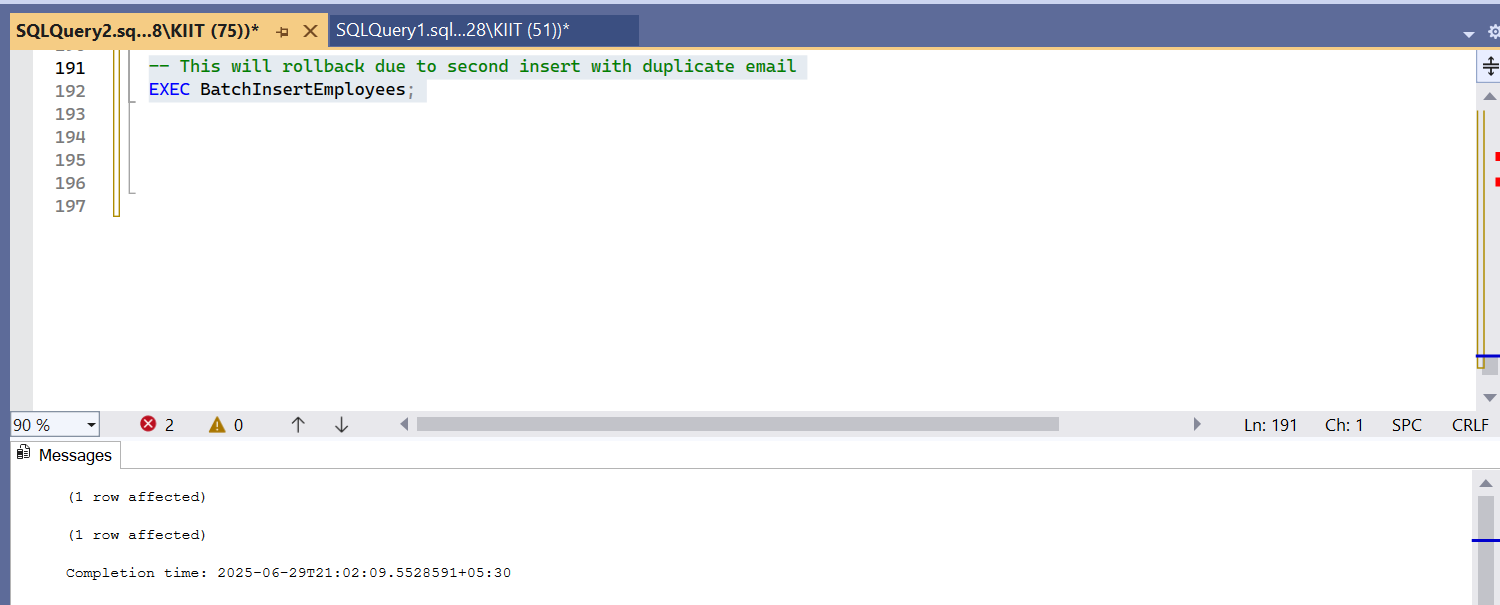 SQLQuery2.sq...8\KIIT (75))* SQLQuery1.sql...28\KIIT (51))*
191 -- This will rollback due to second insert with duplicate email
192 EXEC BatchInsertEmployees;
193
194
195
196
197
90 % 2 0 Ln: 191 Ch: 1 SPC CRLF
Messages
(1 row affected)
(1 row affected)
Completion time: 2025-06-29T21:02:09.5528591+05:30